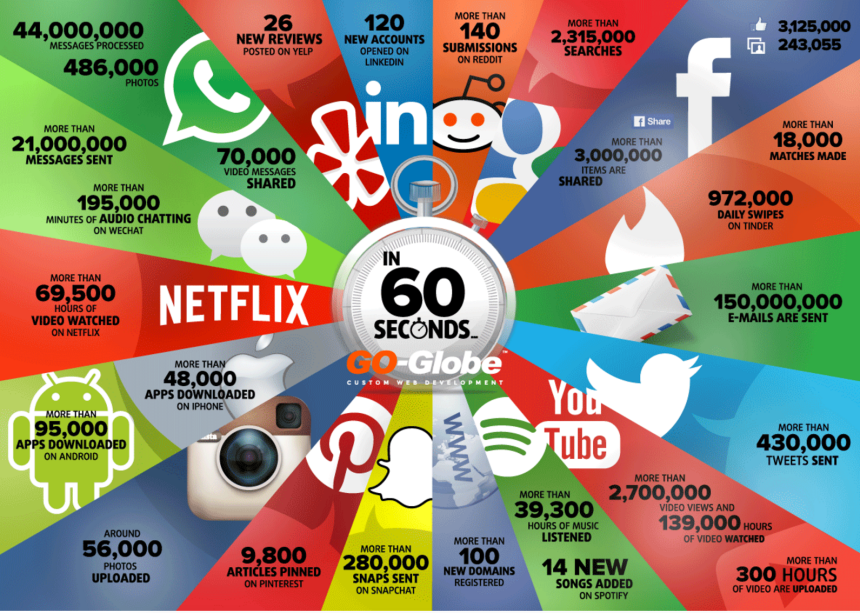 44,000,000
MESSAGES PROCESSED
486,000
PHOTOS
70,000
VIDEO MESSAGES
SHARED
26
NEW REVIEWS
POSTED ON YELP
120
NEW ACCOUNTS
OPENED ON
LINKEDIN
in
MORE THAN
140
SUBMISSIONS
ON REDDIT
MORE THAN
2,315,000
SEARCHES
3,125,000
243,055
f
f Share
MORE THAN
3,000,000
ITEMS ARE
SHARED
MORE THAN
18,000
MATCHES MADE
972,000
DAILY SWIPES
ON TINDER
MORE THAN
150,000,000
E-MAILS ARE SENT
MORE THAN
430,000
TWEETS SENT
You
Tube
MORE THAN
2,700,000
VIDEO VIEWS AND
139,000 HOURS
OF VIDEO WATCHED
MORE THAN
300 HOURS
OF VIDEO ARE UPLOADED
MORE THAN
39,300
HOURS OF MUSIC
LISTENED
14 NEW
SONGS ADDED
ON SPOTIFY
WWW
MORE THAN
100
NEW DOMAINS
REGISTERED
MORE THAN
280,000
SNAPS SENT
ON SNAPCHAT
9,800
ARTICLES PINNED
ON PINTEREST
AROUND
56,000
PHOTOS
UPLOADED
MORE THAN
95,000
APPS DOWNLOADED
ON ANDROID
MORE THAN
48,000
APPS DOWNLOADED
ON IPHONE
MORE THAN
69,500
HOURS OF
VIDEO WATCHED
ON NETFLIX
NETFLIX
MORE THAN
195,000
MINUTES OF AUDIO CHATTING
ON WECHAT
MORE THAN
21,000,000
MESSAGES SENT
IN
60
SECONDS...
GO-Globe™
CUSTOM WEB DEVELOPMENT